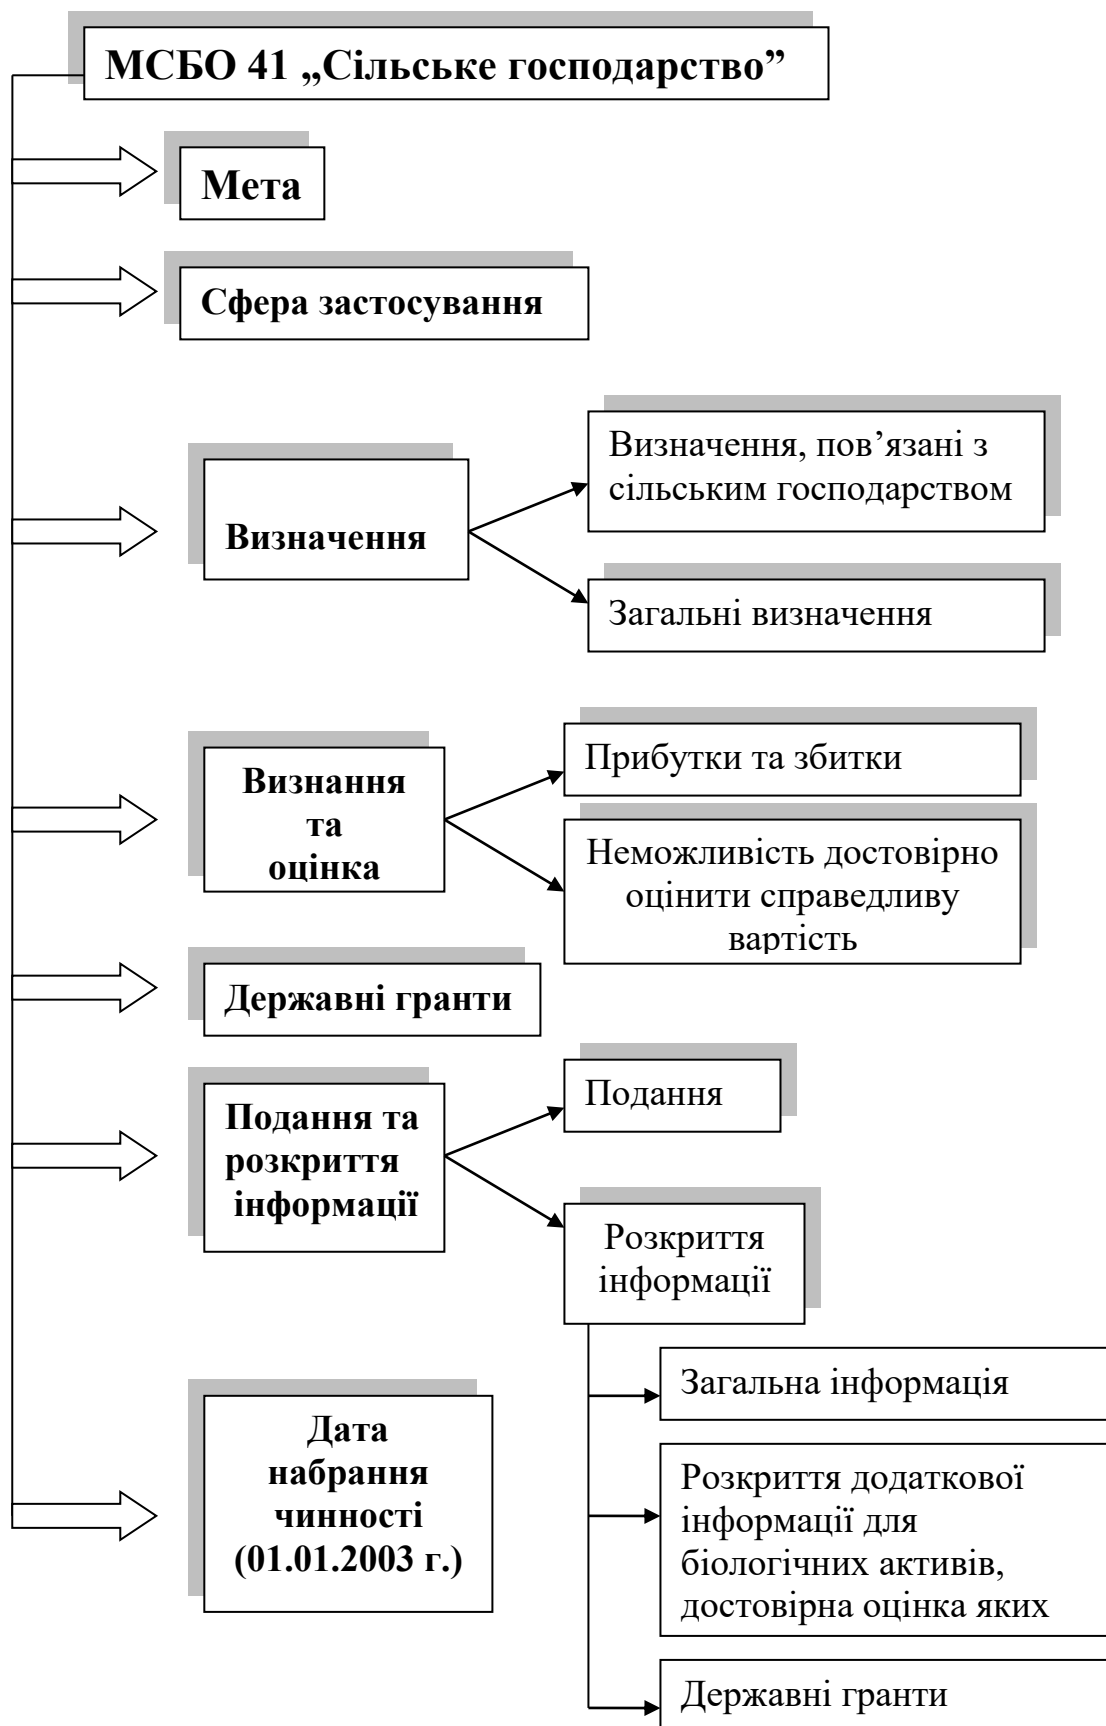 МСБО 41 „Сільське господарство”
Мета
Сфера застосування
Визначення
Визначення, пов’язані з
сільським господарством
Загальні визначення
Визнання
та
оцінка
Прибутки та збитки
Неможливість достовірно
оцінити справедливу
вартість
Державні гранти
Подання та
розкриття
інформації
Подання
Розкриття
інформації
Загальна інформація
Розкриття додаткової
інформації для
біологічних активів,
достовірна оцінка яких
Державні гранти
Дата
набрання
чинності
(01.01.2003 г.)